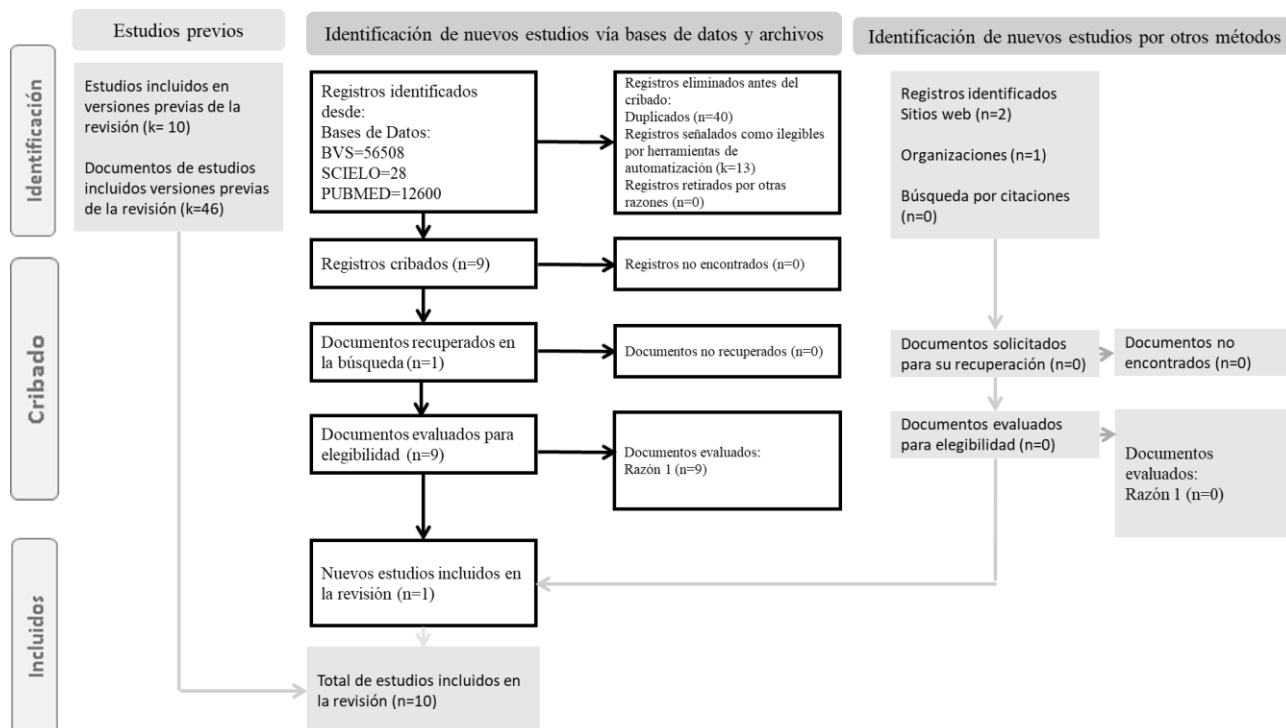 Estudios previos
Identificación de nuevos estudios vía bases de datos y archivos
Identificación de nuevos estudios por otros métodos
Identificación
Estudios incluidos en
versiones previas de la
revisión (k= 10)
Documentos de estudios
incluidos versiones previas
de la revisión (k=46)
Registros identificados
desde:
Bases de Datos:
BVS=56508
SCIELO=28
PUBMED=12600
Registros eliminados antes del
cribado:
Duplicados (n=40)
Registros señalados como ilegibles
por herramientas de
automatización (k=13)
Registros retirados por otras
razones (n=0)
Registros identificados
Sitios web (n=2)
Organizaciones (n=1)
Búsqueda por citaciones
(n=0)
Cribado
Registros cribados (n=9)
Registros no encontrados (n=0)
Documentos recuperados en
la búsqueda (n=1)
Documentos no recuperados (n=0)
Documentos solicitados
para su recuperación (n=0)
Documentos no
encontrados (n=0)
Documentos evaluados para
elegibilidad (n=9)
Documentos evaluados:
Razón 1 (n=9)
Documentos evaluados
para elegibilidad (n=0)
Documentos
evaluados:
Razón 1 (n=0)
Incluidos
Nuevos estudios incluidos en
la revisión (n=1)
Total de estudios incluidos en
la revisión (n=10)